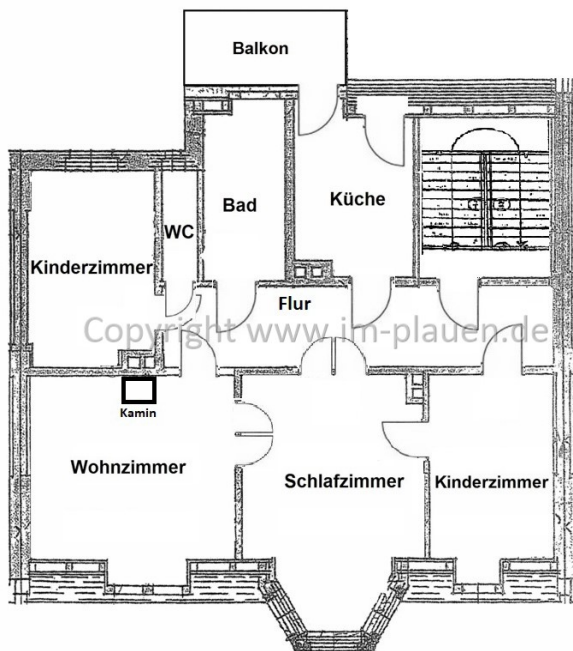 Balkon
Küche
Bad
WC
Kinderzimmer
Flur
Copyright www.im-plauen.de
Kamin
Wohnzimmer
Schlafzimmer
Kinderzimmer